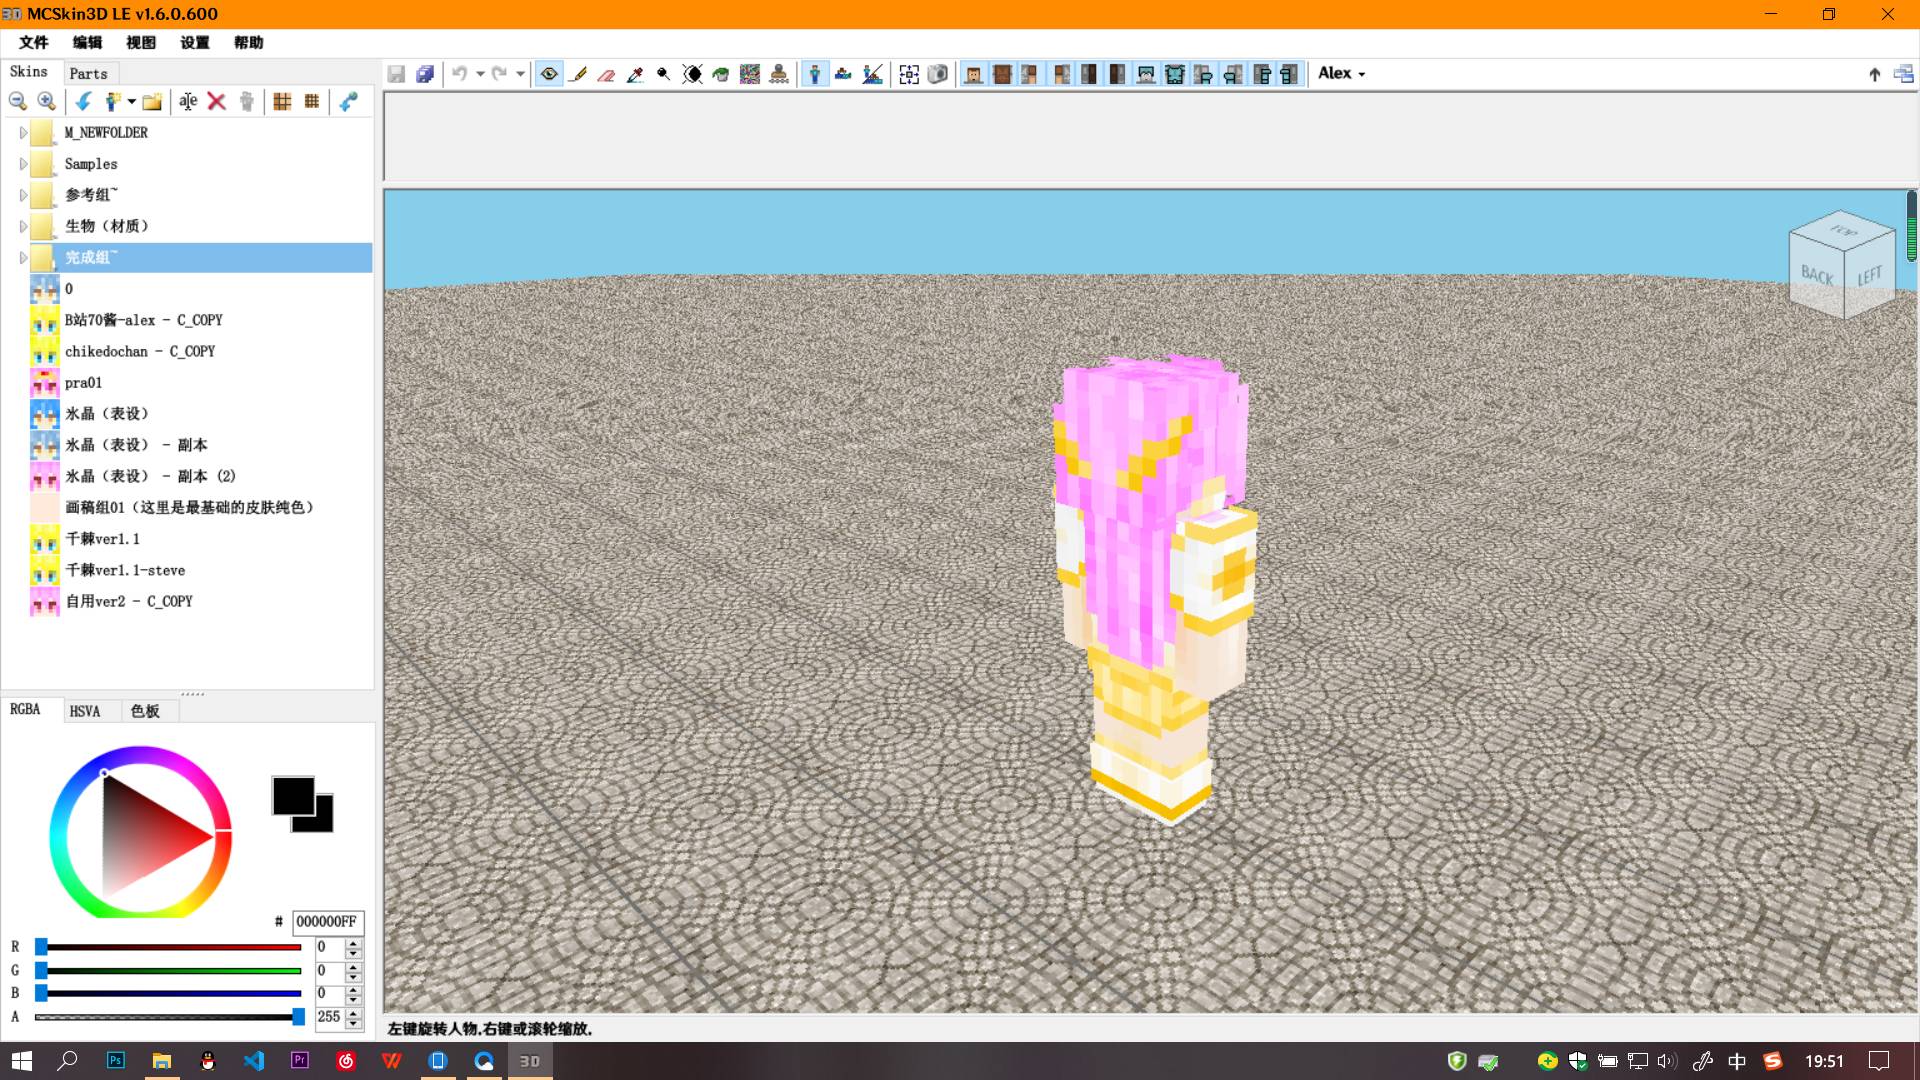 MCSkin3D LE v1.6.0.600
文件 编辑 视图 设置 帮助
Skins Parts
Alex
M_NEWFOLDER
Samples
参考组~
生物（材质）
完成组~
0
B站70酱-alex - C_COPY
chikedochan - C_COPY
pra01
氷晶（表设）
氷晶（表设） - 副本
氷晶（表设） - 副本 (2)
画稿组01（这里是最基础的皮肤纯色）
千棘ver1.1
千棘ver1.1-steve
自用ver2 - C_COPY
TOP
BACK LEFT
RGBA HSVA 色板
# 000000FF
R 0
G 0
B 0
A 255
左键旋转人物,右键或滚轮缩放.
Ps Pr 3D 中 19:51